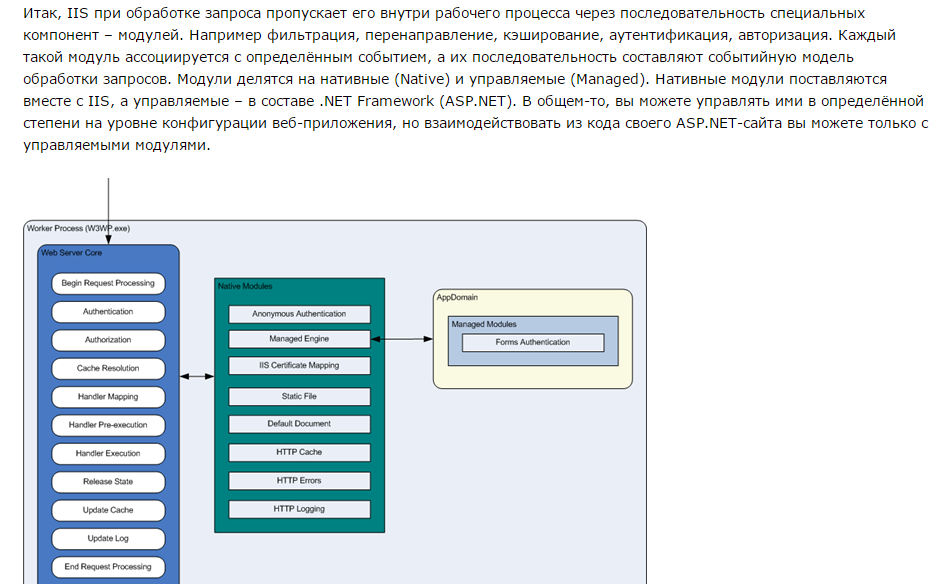 Итак, IIS при обработке запроса пропускает его внутри рабочего процесса через последовательность специальных
компонент – модулей. Например фильтрация, перенаправление, кэширование, аутентификация, авторизация. Каждый
такой модуль ассоциируется с определённым событием, а их последовательность составляют событийную модель
обработки запросов. Модули делятся на нативные (Native) и управляемые (Managed). Нативные модули поставляются
вместе с IIS, а управляемые – в составе .NET Framework (ASP.NET). В общем-то, вы можете управлять ими в определённой
степени на уровне конфигурации веб-приложения, но взаимодействовать из кода своего ASP.NET-сайта вы можете только с
управляемыми модулями.
Worker Process (W3WP.exe)
Web Server Core
Begin Request Processing
Authentication
Authorization
Cache Resolution
Handler Mapping
Handler Pre-execution
Handler Execution
Release State
Update Cache
Update Log
End Request Processing
Native Modules
Anonymous Authentication
Managed Engine
IIS Certificate Mapping
Static File
Default Document
HTTP Cache
HTTP Errors
HTTP Logging
AppDomain
Managed Modules
Forms Authentication